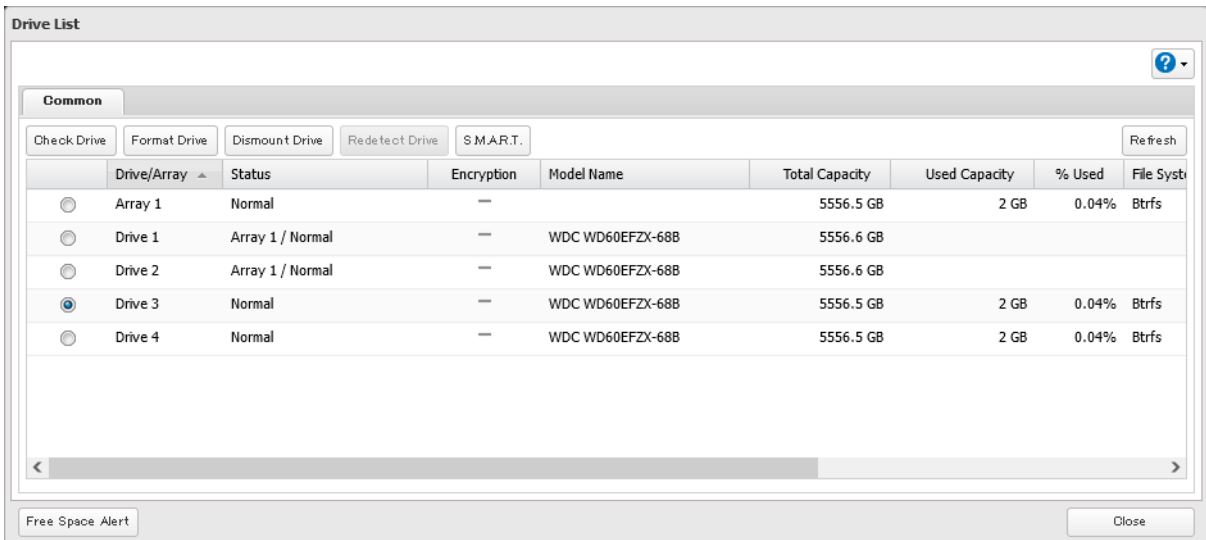 Drive List
Common
Check Drive Format Drive Dismount Drive Redetect Drive S.M.A.R.T. Refresh
Drive/Array Status Encryption Model Name Total Capacity Used Capacity % Used File Syste
Array 1 Normal — 5556.5 GB 2 GB 0.04% Btrfs
Drive 1 Array 1 / Normal — WDC WD60EFZX-68B 5556.6 GB
Drive 2 Array 1 / Normal — WDC WD60EFZX-68B 5556.6 GB
Drive 3 Normal — WDC WD60EFZX-68B 5556.5 GB 2 GB 0.04% Btrfs
Drive 4 Normal — WDC WD60EFZX-68B 5556.5 GB 2 GB 0.04% Btrfs
Free Space Alert Close